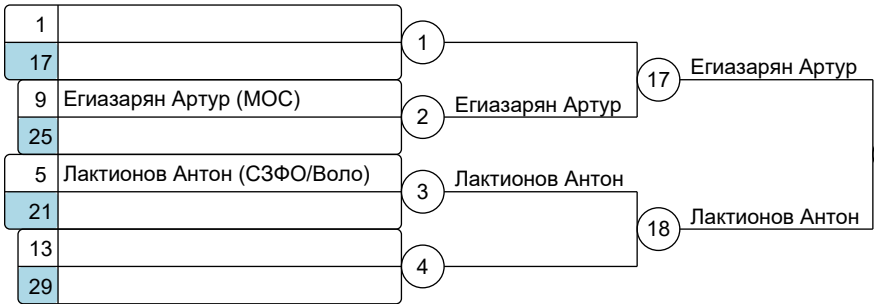 1
1
17
17
Егиазарян Артур
9 Егиазарян Артур (МОС)
2
Егиазарян Артур
25
5 Лактионов Антон (СЗФО/Воло)
3
Лактионов Антон
21
18
Лактионов Антон
13
4
29